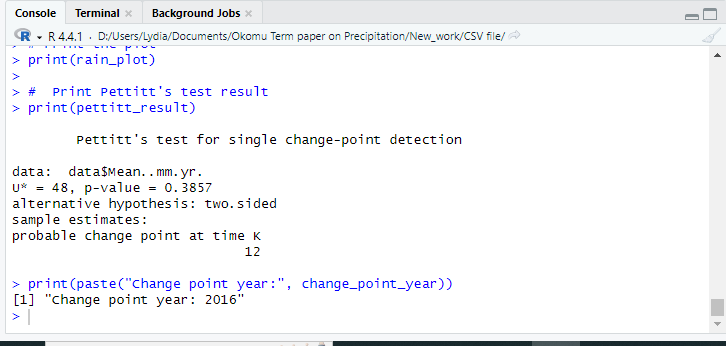 Console Terminal × Background Jobs ×
R 4.4.1 · D:/Users/Lydia/Documents/Okomu Term paper on Precipitation/New_work/CSV file/
> # Print the plot
> print(rain_plot)
>
> #  Print Pettitt's test result
> print(pettitt_result)
Pettitt's test for single change-point detection
data:  data$Mean..mm.yr.
U* = 48, p-value = 0.3857
alternative hypothesis: two.sided
sample estimates:
probable change point at time K
12
> print(paste("Change point year:", change_point_year))
[1] "Change point year: 2016"
>